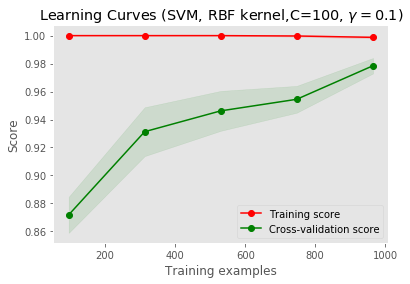 Learning Curves (SVM, RBF kernel,C=100, γ = 0.1)
1.00
0.98
0.96
0.94
0.92
0.90
0.88
0.86
Score
200 400 600 800 1000
Training examples
Training score
Cross-validation score